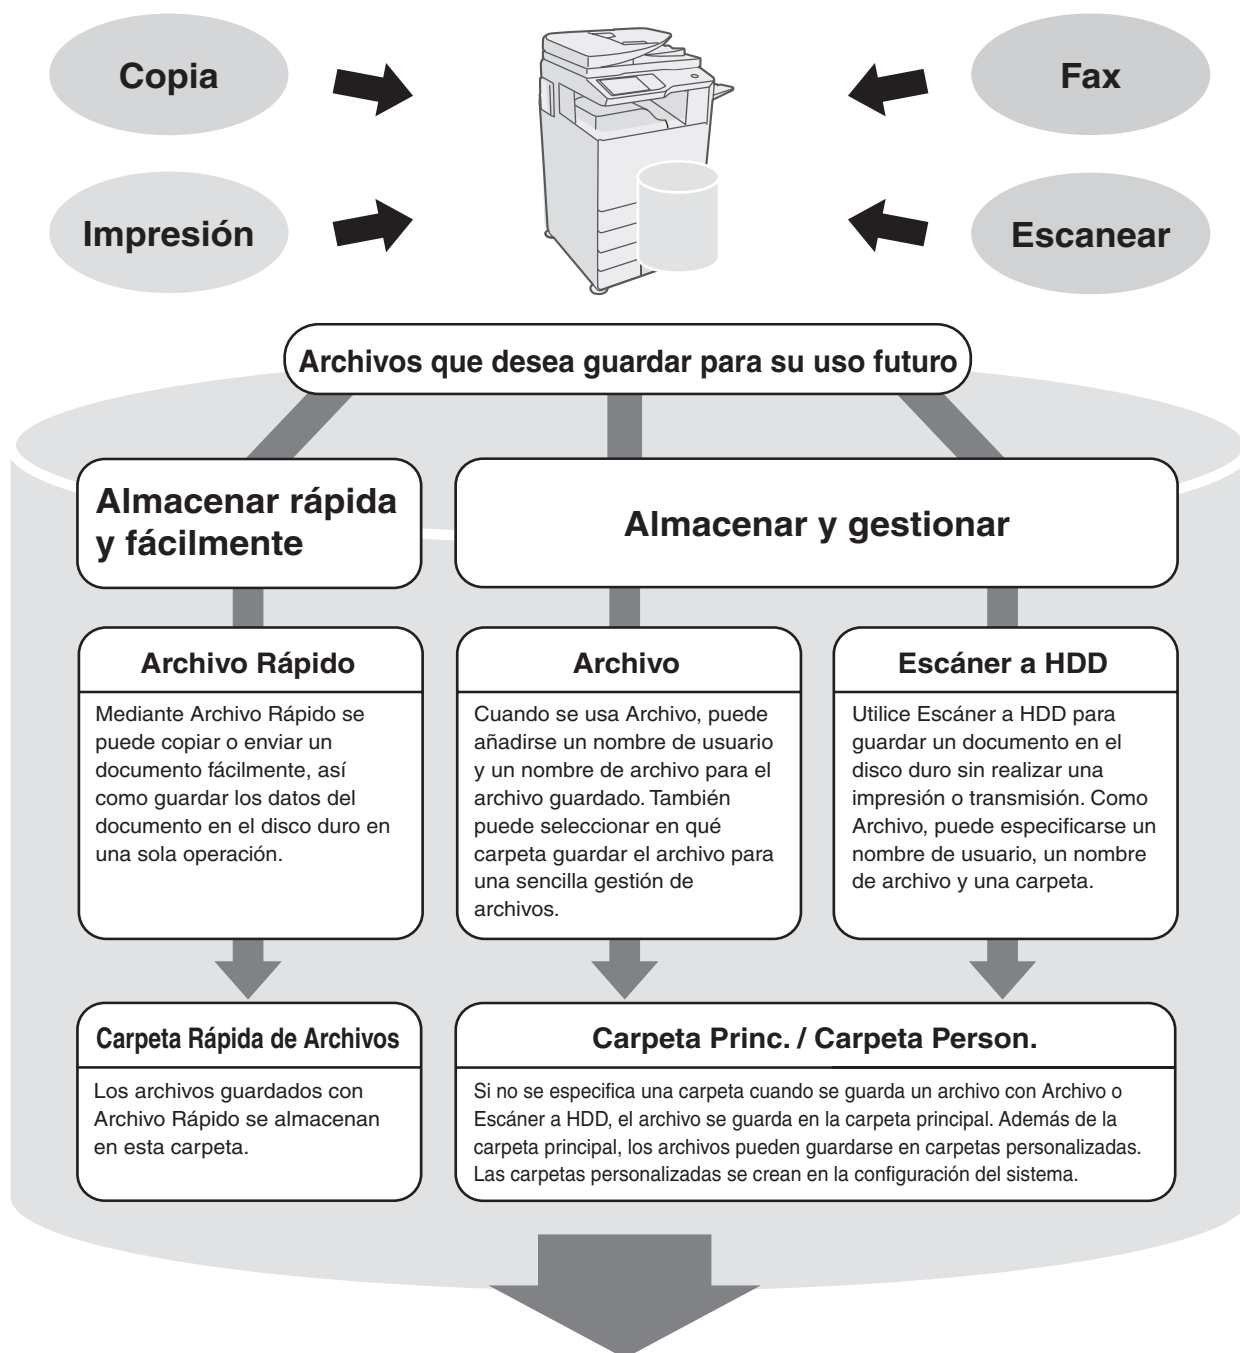 Copia
Fax
Impresión
Escanear
Archivos que desea guardar para su uso futuro
Almacenar rápida
y fácilmente
Almacenar y gestionar
Archivo Rápido
Mediante Archivo Rápido se
puede copiar o enviar un
documento fácilmente, así
como guardar los datos del
documento en el disco duro en
una sola operación.
Archivo
Cuando se usa Archivo, puede
añadirse un nombre de usuario
y un nombre de archivo para el
archivo guardado. También
puede seleccionar en qué
carpeta guardar el archivo para
una sencilla gestión de
archivos.
Escáner a HDD
Utilice Escáner a HDD para
guardar un documento en el
disco duro sin realizar una
impresión o transmisión. Como
Archivo, puede especificarse un
nombre de usuario, un nombre
de archivo y una carpeta.
Carpeta Rápida de Archivos
Los archivos guardados con
Archivo Rápido se almacenan
en esta carpeta.
Carpeta Princ. / Carpeta Person.
Si no se especifica una carpeta cuando se guarda un archivo con Archivo o
Escáner a HDD, el archivo se guarda en la carpeta principal. Además de la
carpeta principal, los archivos pueden guardarse en carpetas personalizadas.
Las carpetas personalizadas se crean en la configuración del sistema.